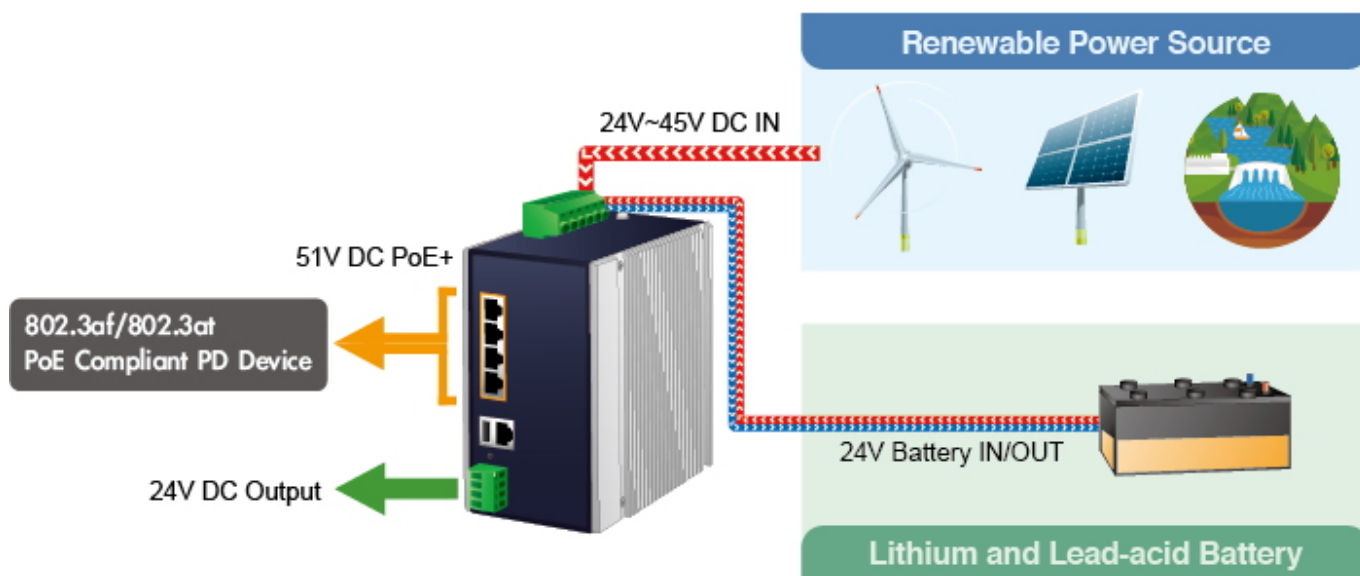 Renewable Power Source
24V~45V DC IN
51V DC PoE+
802.3af/802.3at
PoE Compliant PD Device
24V DC Output
24V Battery IN/OUT
Lithium and Lead-acid Battery